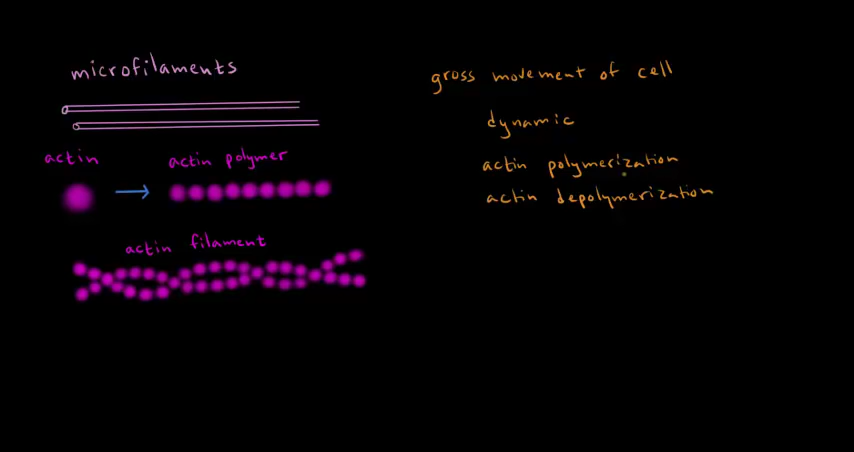 microfilaments
actin
actin polymer
actin filament
gross movement of cell
dynamic
actin polymerization
actin depolymerization